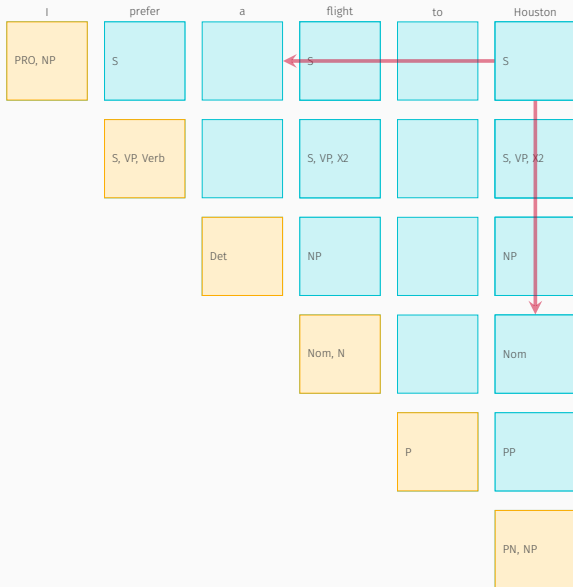 I prefer a flight to Houston
PRO, NP S S S
S, VP, Verb S, VP, X2 S, VP, X2
Det NP NP
Nom, N Nom
P PP
PN, NP